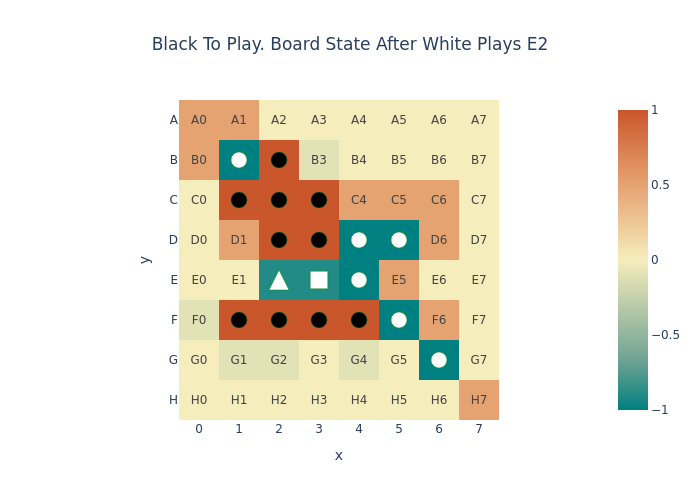 Black To Play. Board State After White Plays E2
A A0 A1 A2 A3 A4 A5 A6 A7
B B0 B3 B4 B5 B6 B7
C C0 C4 C5 C6 C7
D D0 D1 D6 D7
E E0 E1 E5 E6 E7
F F0 F6 F7
G G0 G1 G2 G3 G4 G5 G7
H H0 H1 H2 H3 H4 H5 H6 H7
0 1 2 3 4 5 6 7
x
y
1
0.5
0
−0.5
−1